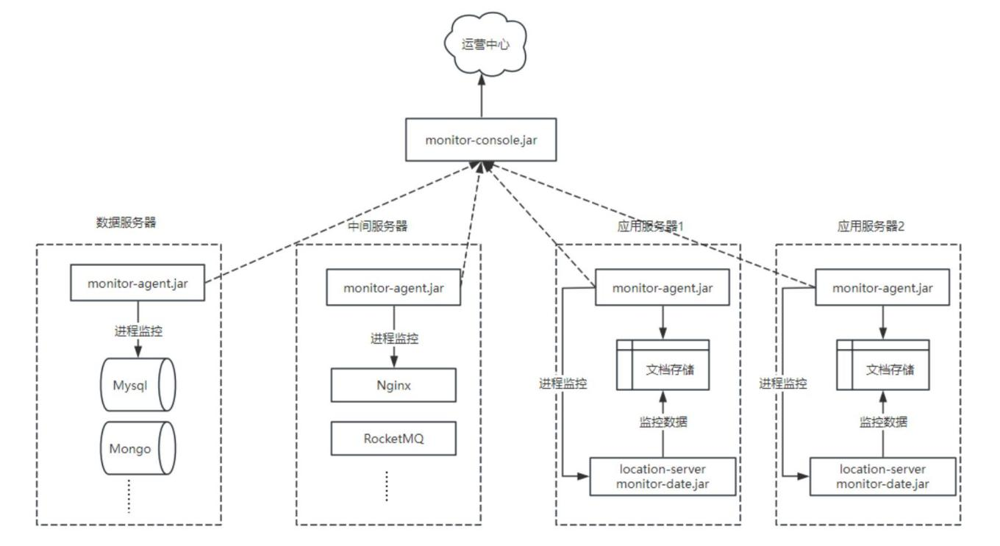 运营中心
monitor-console.jar
数据服务器
中间服务器
应用服务器1
应用服务器2
monitor-agent.jar
进程监控
Mysql
Mongo
monitor-agent.jar
进程监控
Nginx
RocketMQ
monitor-agent.jar
文档存储
进程监控
监控数据
location-server
monitor-date.jar
monitor-agent.jar
文档存储
进程监控
监控数据
location-server
monitor-date.jar